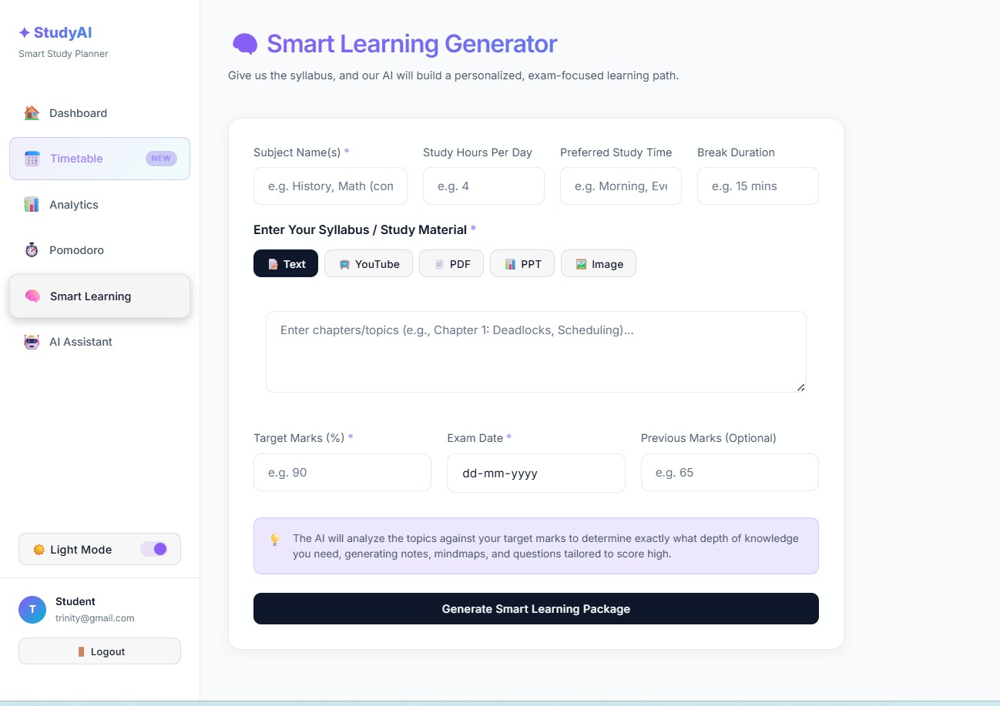 StudyAI
Smart Study Planner
Dashboard
Timetable NEW
Analytics
Pomodoro
Smart Learning
AI Assistant
Light Mode
T
Student
trinity@gmail.com
Logout
Smart Learning Generator
Give us the syllabus, and our AI will build a personalized, exam-focused learning path.
Subject Name(s) * Study Hours Per Day Preferred Study Time Break Duration
e.g. History, Math (con e.g. 4 e.g. Morning, Eve e.g. 15 mins
Enter Your Syllabus / Study Material *
Text YouTube PDF PPT Image
Enter chapters/topics (e.g., Chapter 1: Deadlocks, Scheduling)...
Target Marks (%) * Exam Date * Previous Marks (Optional)
e.g. 90 dd-mm-yyyy e.g. 65
The AI will analyze the topics against your target marks to determine exactly what depth of knowledge
you need, generating notes, mindmaps, and questions tailored to score high.
Generate Smart Learning Package